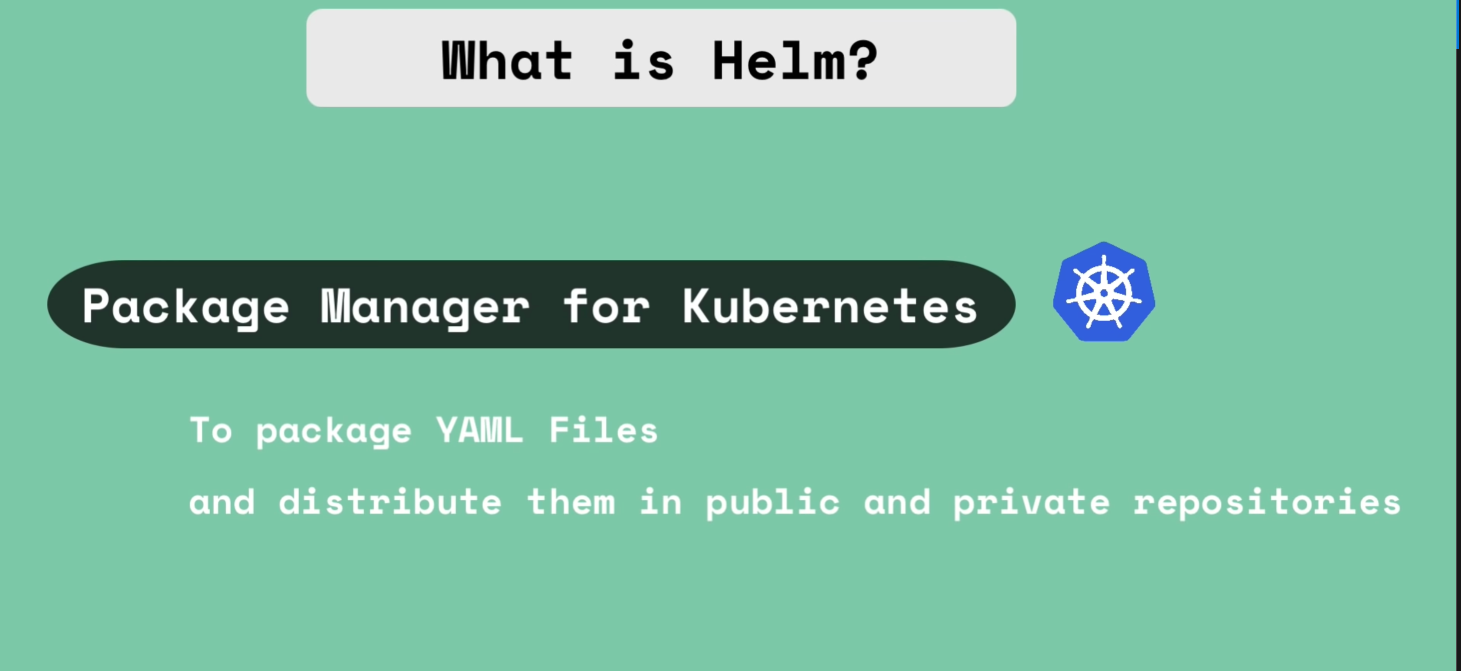 What is Helm?
Package Manager for Kubernetes
To package YAML Files
and distribute them in public and private repositories